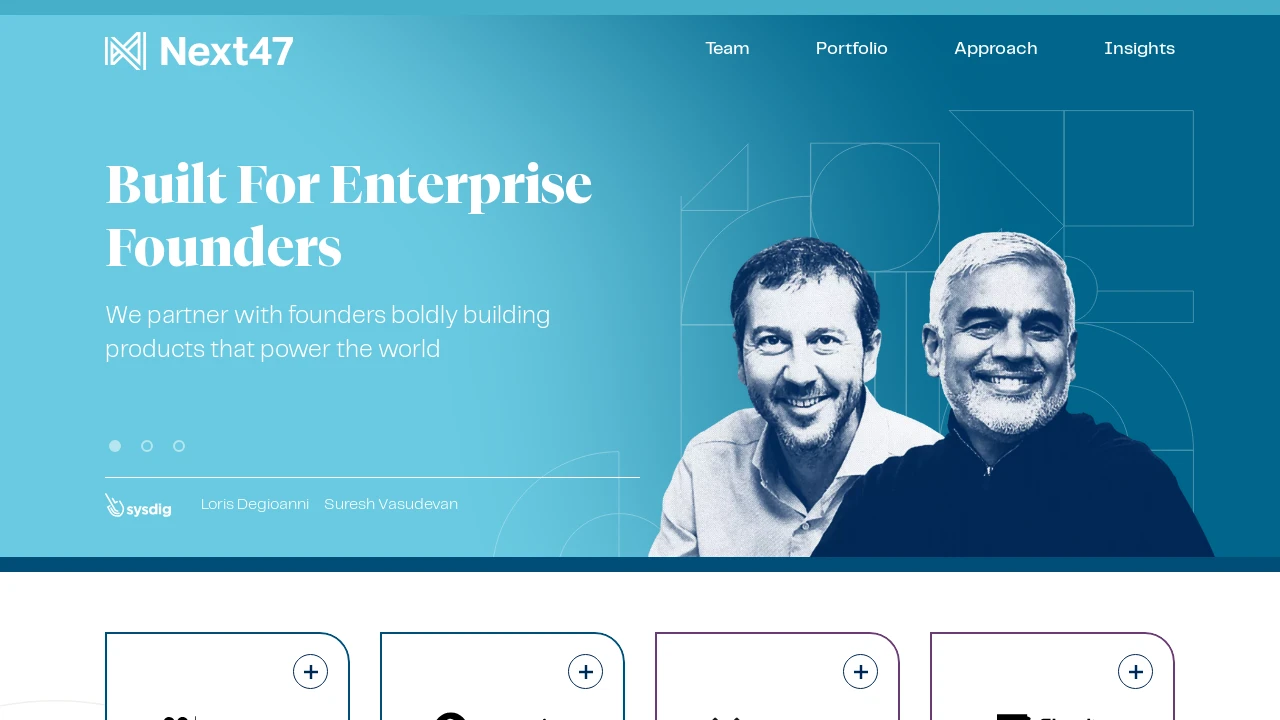 Next47
Team
Portfolio
Approach
Insights
Built For Enterprise
Founders
We partner with founders boldly building
products that power the world
sysdig
Loris Degioanni
Suresh Vasudevan